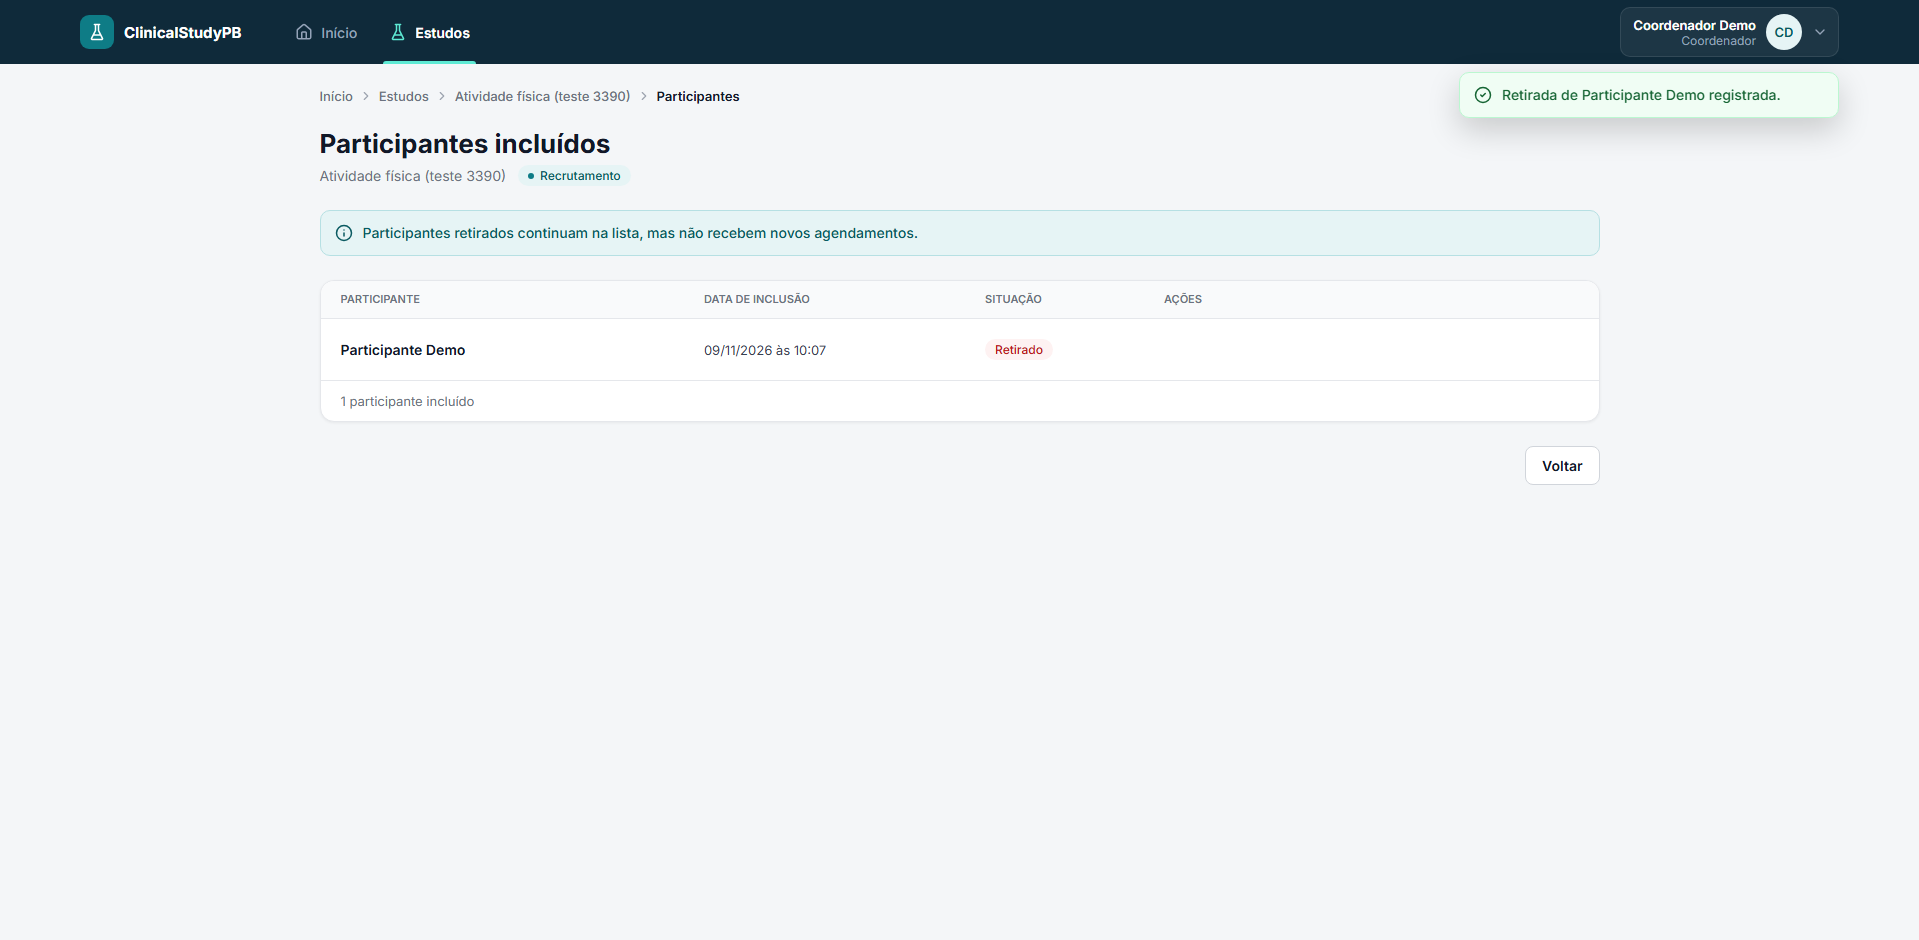 ClinicalStudyPB
Início
Estudos
Coordenador Demo
Coordenador
CD
Retirada de Participante Demo registrada.
Início > Estudos > Atividade física (teste 3390) > Participantes
Participantes incluídos
Atividade física (teste 3390)
Recrutamento
Participantes retirados continuam na lista, mas não recebem novos agendamentos.
PARTICIPANTE DATA DE INCLUSÃO SITUAÇÃO AÇÕES
Participante Demo 09/11/2026 às 10:07 Retirado
1 participante incluído
Voltar